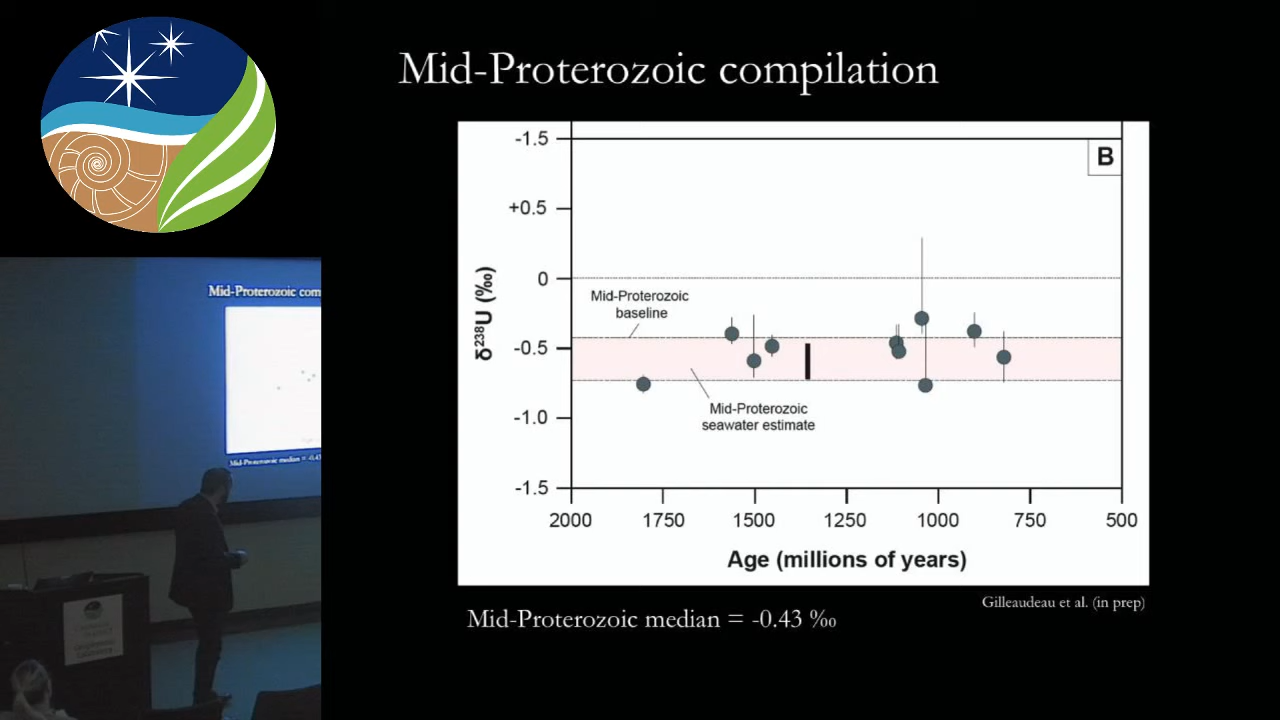 Mid-Proterozoic compilation
-1.5
B
+0.5
0
Mid-Proterozoic
baseline
-0.5
-1.0
Mid-Proterozoic
seawater estimate
-1.5
δ²³⁸U (‰)
2000 1750 1500 1250 1000 750 500
Age (millions of years)
Gilleaudeau et al. (in prep)
Mid-Proterozoic median = -0.43 ‰
Mid-Proterozoic com
Mid-Proterozoic median = -0.43